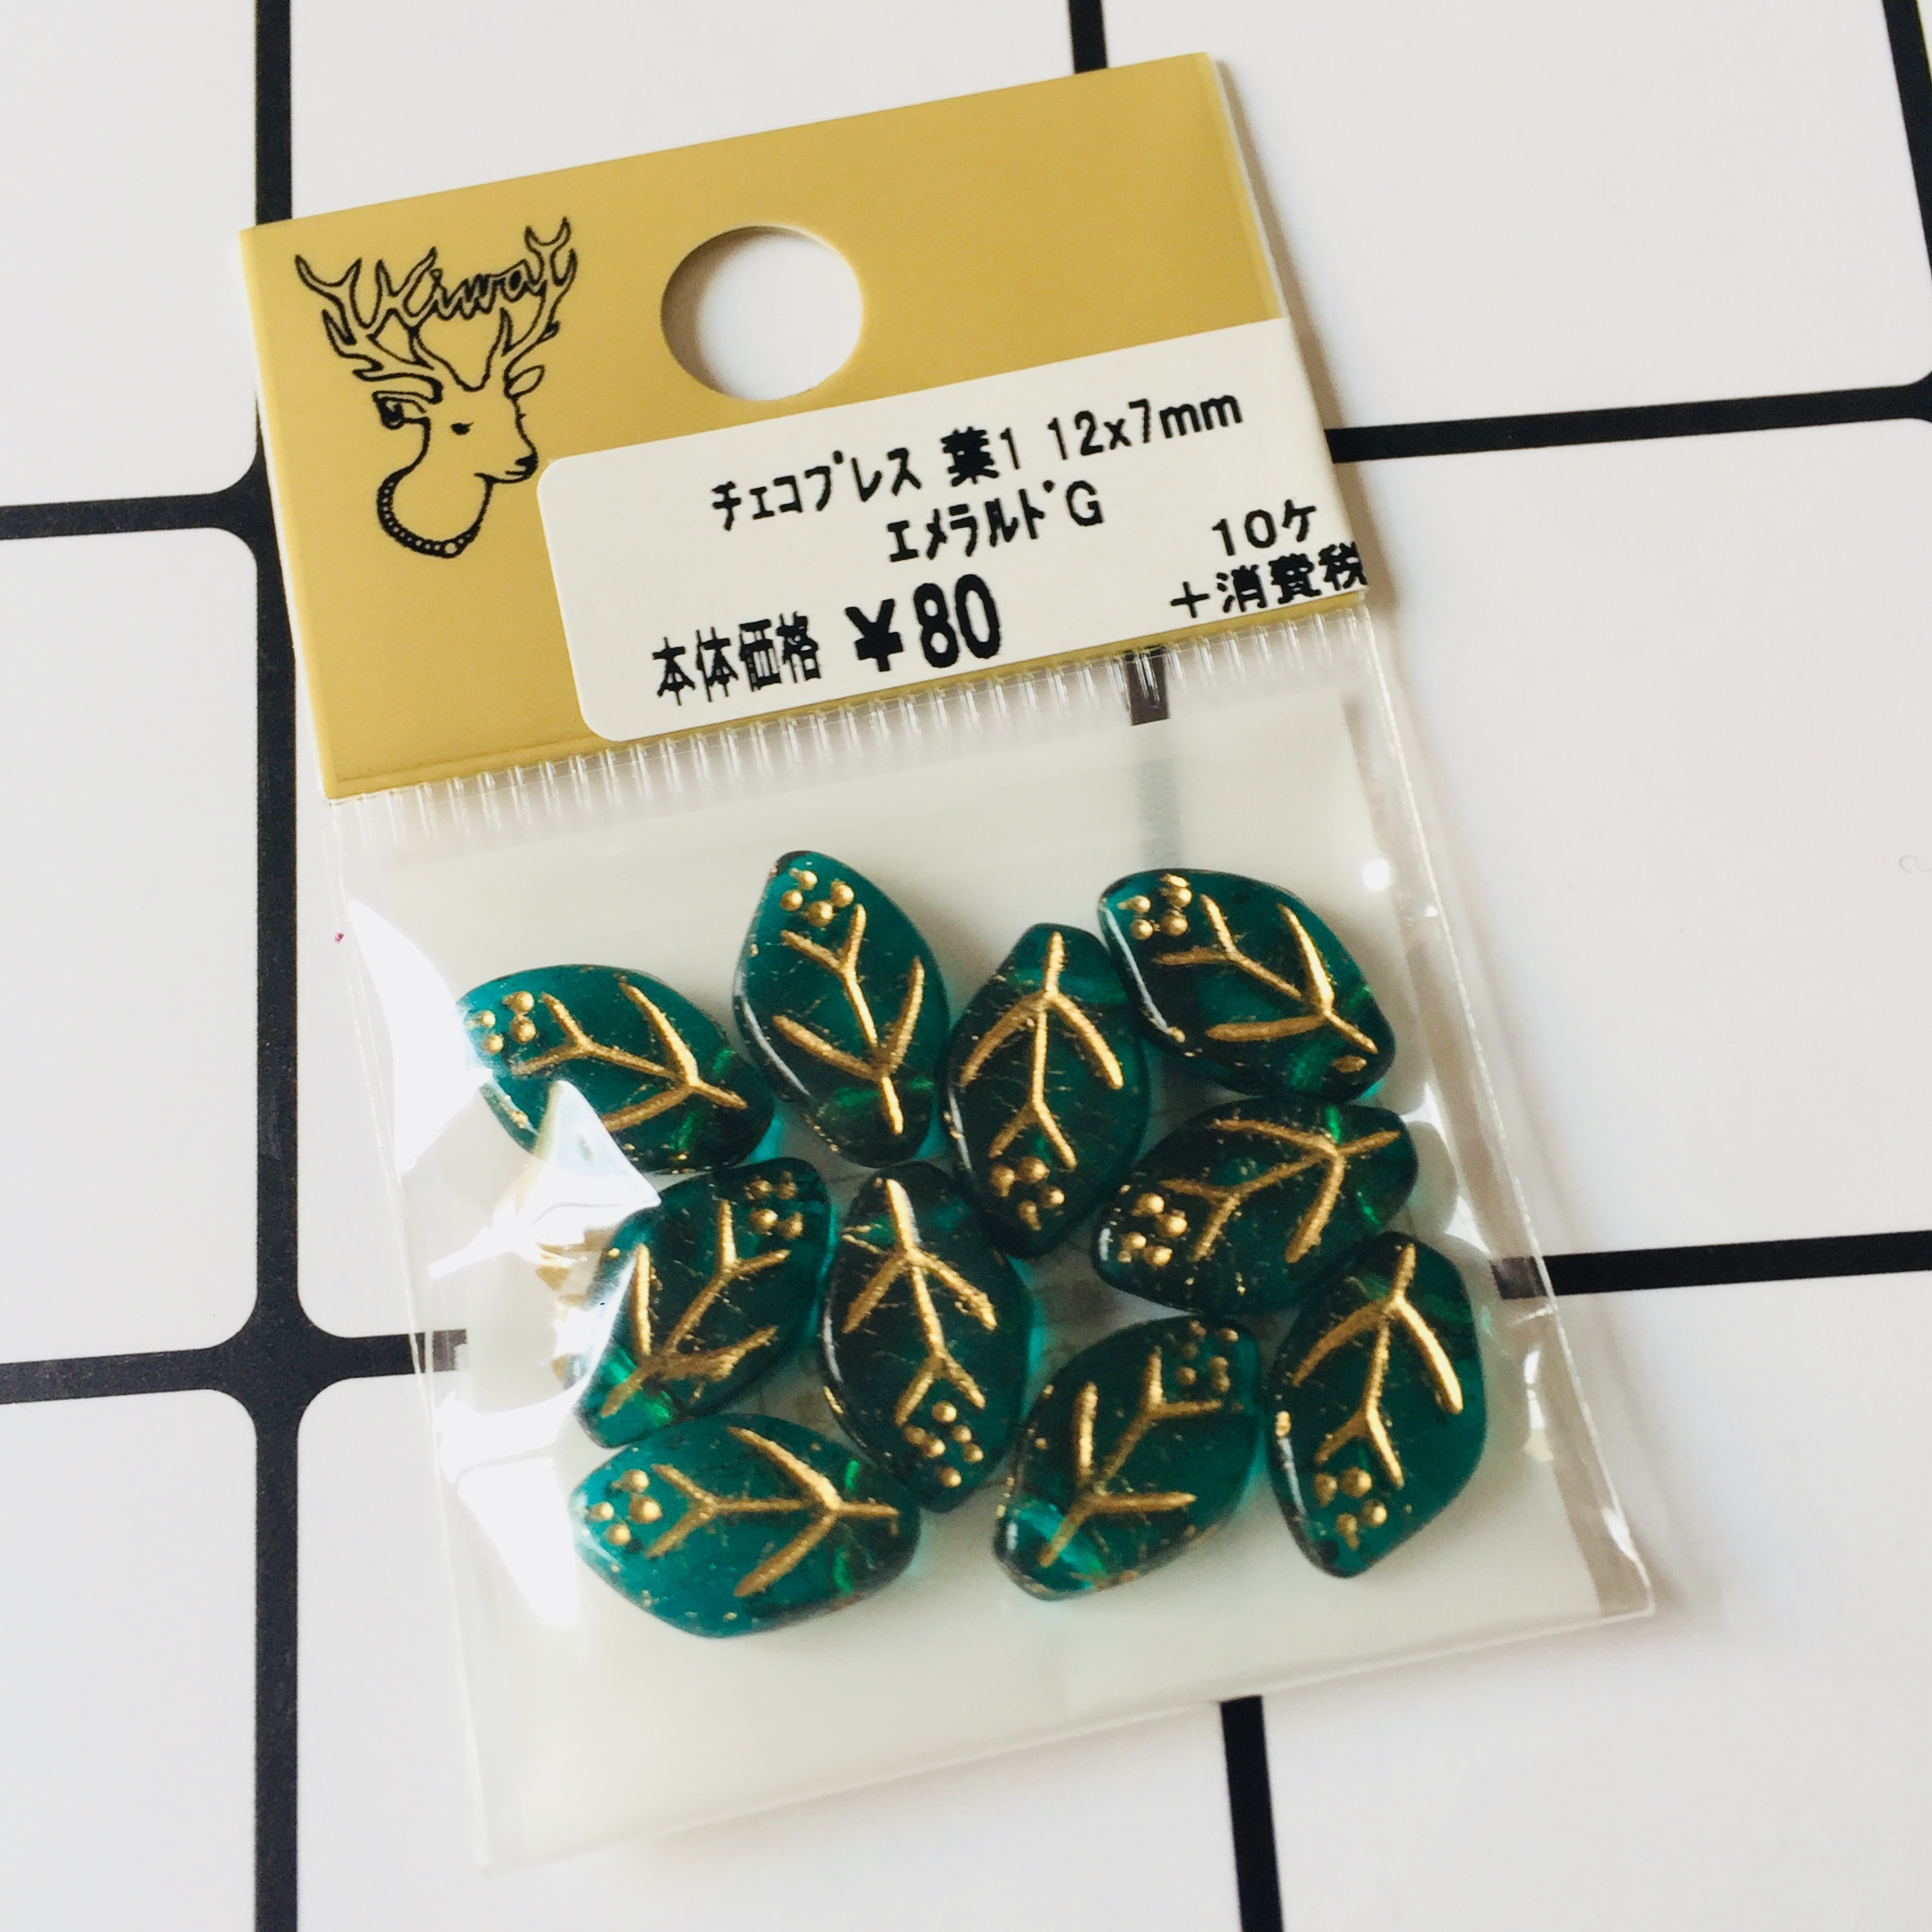 Kiwa
チェコプレス 葉1 12x7mm
エメラルドG
10ケ
本体価格 ¥80
+消費税